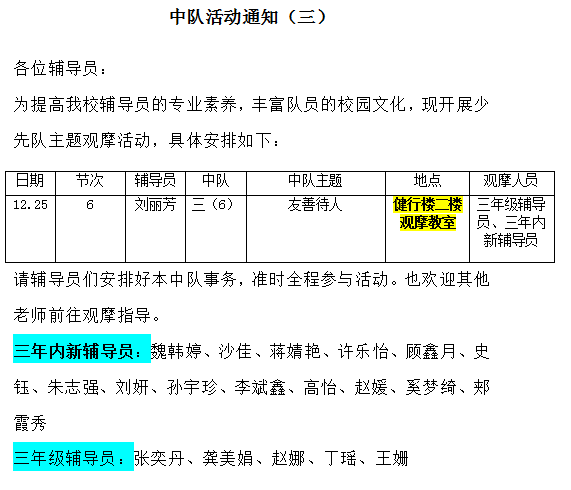 中队活动通知（三）
各位辅导员：
为提高我校辅导员的专业素养，丰富队员的校园文化，现开展少
先队主题观摩活动，具体安排如下：
日期 节次 辅导员 中队 中队主题 地点 观摩人员
12.25 6 刘丽芳 三（6） 友善待人 健行楼二楼 三年级辅导
观摩教室 员、三年内
新辅导员
请辅导员们安排好本中队事务，准时全程参与活动。也欢迎其他
老师前往观摩指导。
三年内新辅导员：魏韩婷、沙佳、蒋婧艳、许乐怡、顾鑫月、史
钰、朱志强、刘妍、孙宇珍、李斌鑫、高怡、赵媛、奚梦绮、郏
霞秀
三年级辅导员：张奕丹、龚美娟、赵娜、丁瑶、王姗